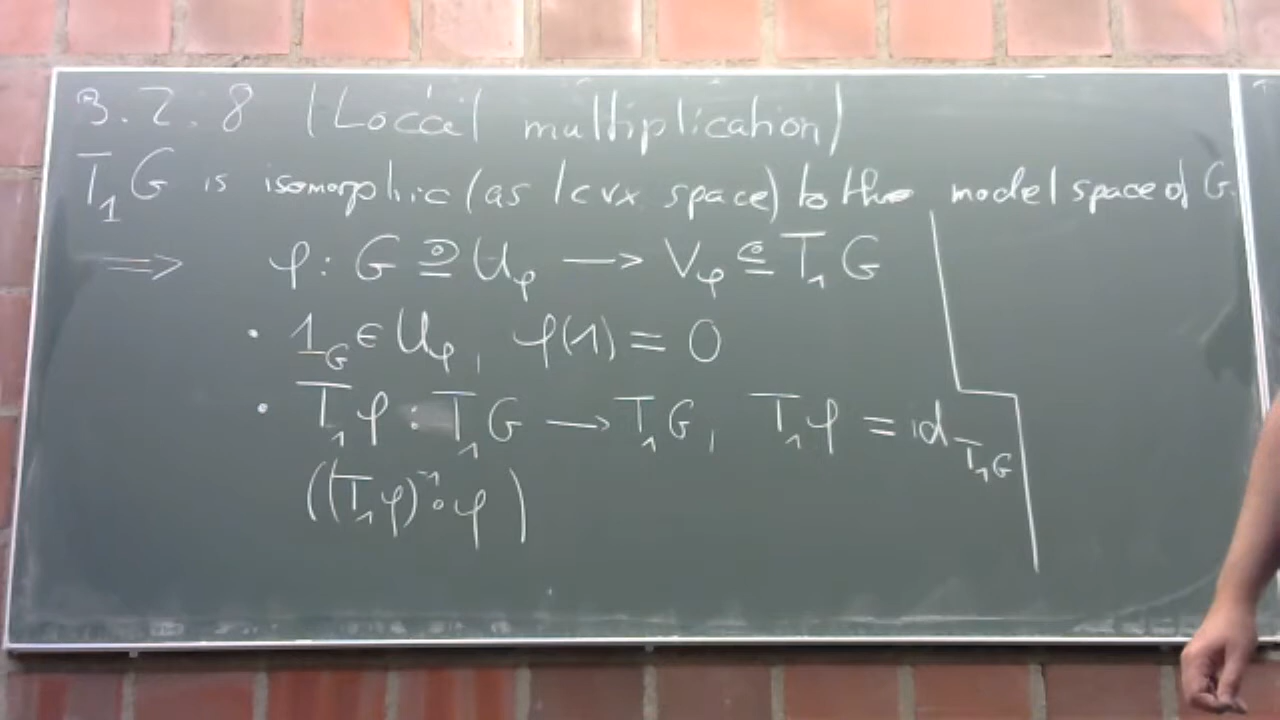 3.2.8 (Local multiplication)
T₁G is isomorphic (as lcvx space) to the model space of G.
⟹ φ: G ⊇° U_φ ⟶ V_φ ⊆° T₁G
• 1_G ∈ U_φ, φ(1) = 0
• T₁φ: T₁G ⟶ T₁G, T₁φ = id_{T₁G}
((T₁φ)⁻¹∘φ)